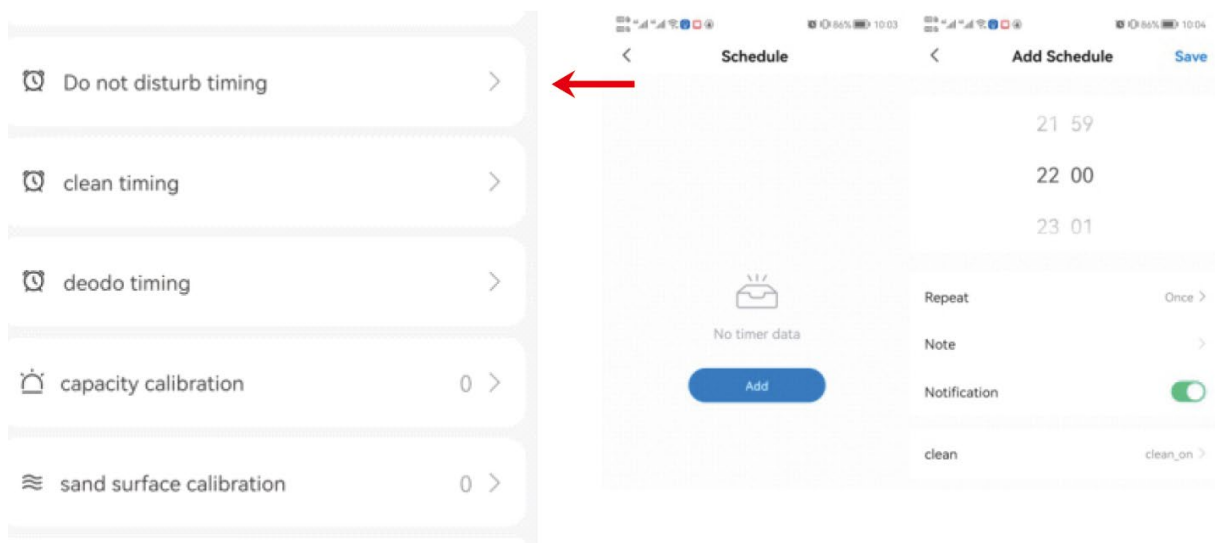 Do not disturb timing
clean timing
deodo timing
capacity calibration 0
sand surface calibration 0
86% 10:03
Schedule
No timer data
Add
86% 10:04
Add Schedule Save
21 59
22 00
23 01
Repeat Once
Note
Notification
clean clean_on